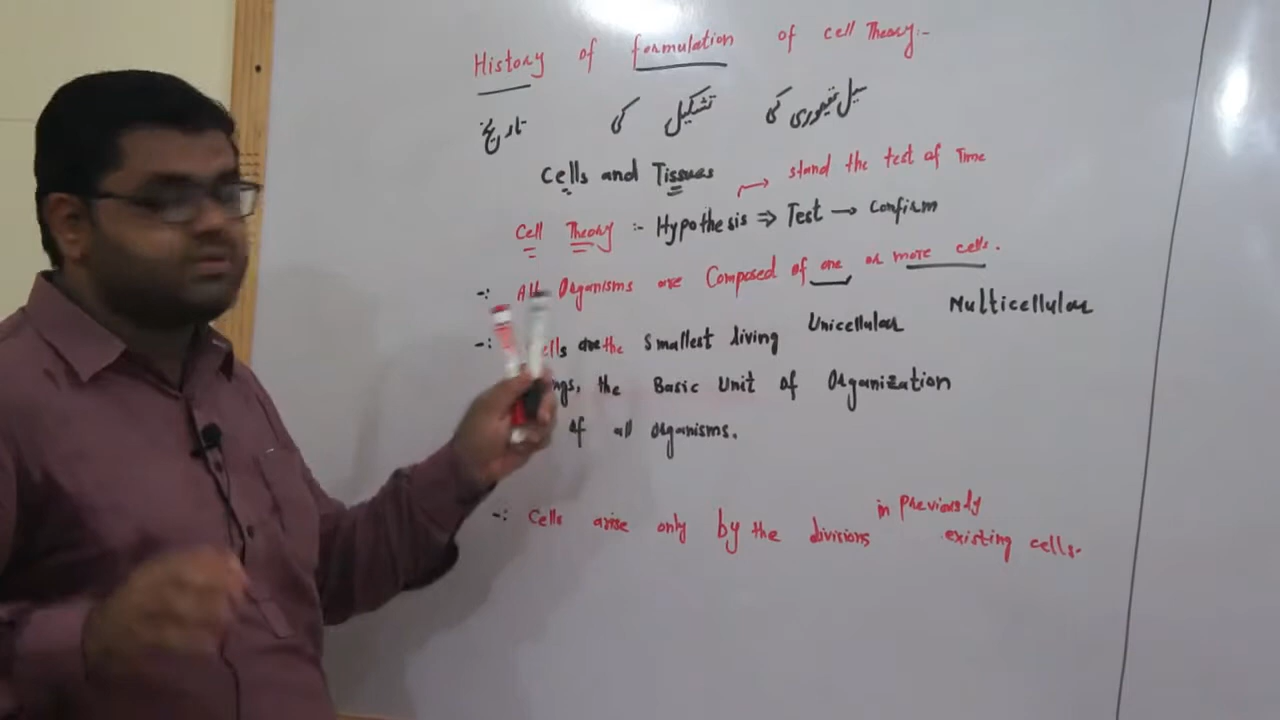 History of formulation of cell Theory:-
سیل تھیوری کی تشکیل کی تاریخ
Cells and Tissues
→ stand the test of Time
Cell Theory :- Hypothesis ⇒ Test → Confirm
-: All Organisms are Composed of one or more cells.
Unicellular Multicellular
-: ells are the Smallest living
ngs, the Basic Unit of Organization
of all organisms.
-: Cells arise only by the divisions in previously
existing cells.